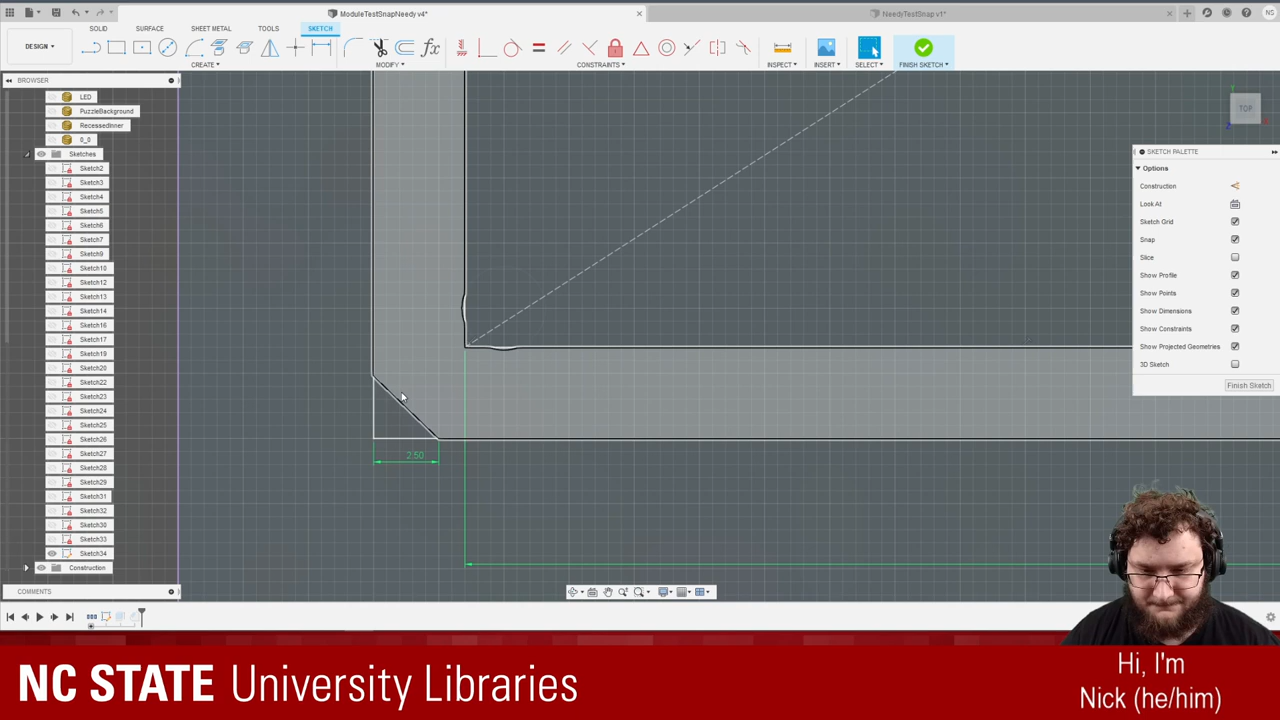 ModuleTestSnapNeedy v4*
NeedyTestSnap v1*
NS
DESIGN
SOLID
SURFACE
SHEET METAL
TOOLS
SKETCH
CREATE
MODIFY
CONSTRAINTS
INSPECT
INSERT
SELECT
FINISH SKETCH
BROWSER
LED
PuzzleBackground
RecessedInner
0_0
Sketches
Sketch2
Sketch3
Sketch4
Sketch5
Sketch6
Sketch7
Sketch9
Sketch10
Sketch12
Sketch13
Sketch14
Sketch16
Sketch17
Sketch19
Sketch20
Sketch22
Sketch23
Sketch24
Sketch25
Sketch26
Sketch27
Sketch28
Sketch29
Sketch31
Sketch32
Sketch30
Sketch33
Sketch34
Construction
COMMENTS
2.50
Y
TOP
X
Z
SKETCH PALETTE
Options
Construction
Look At
Sketch Grid
Snap
Slice
Show Profile
Show Points
Show Dimensions
Show Constraints
Show Projected Geometries
3D Sketch
Finish Sketch
NC STATE University Libraries
Hi, I'm
Nick (he/him)